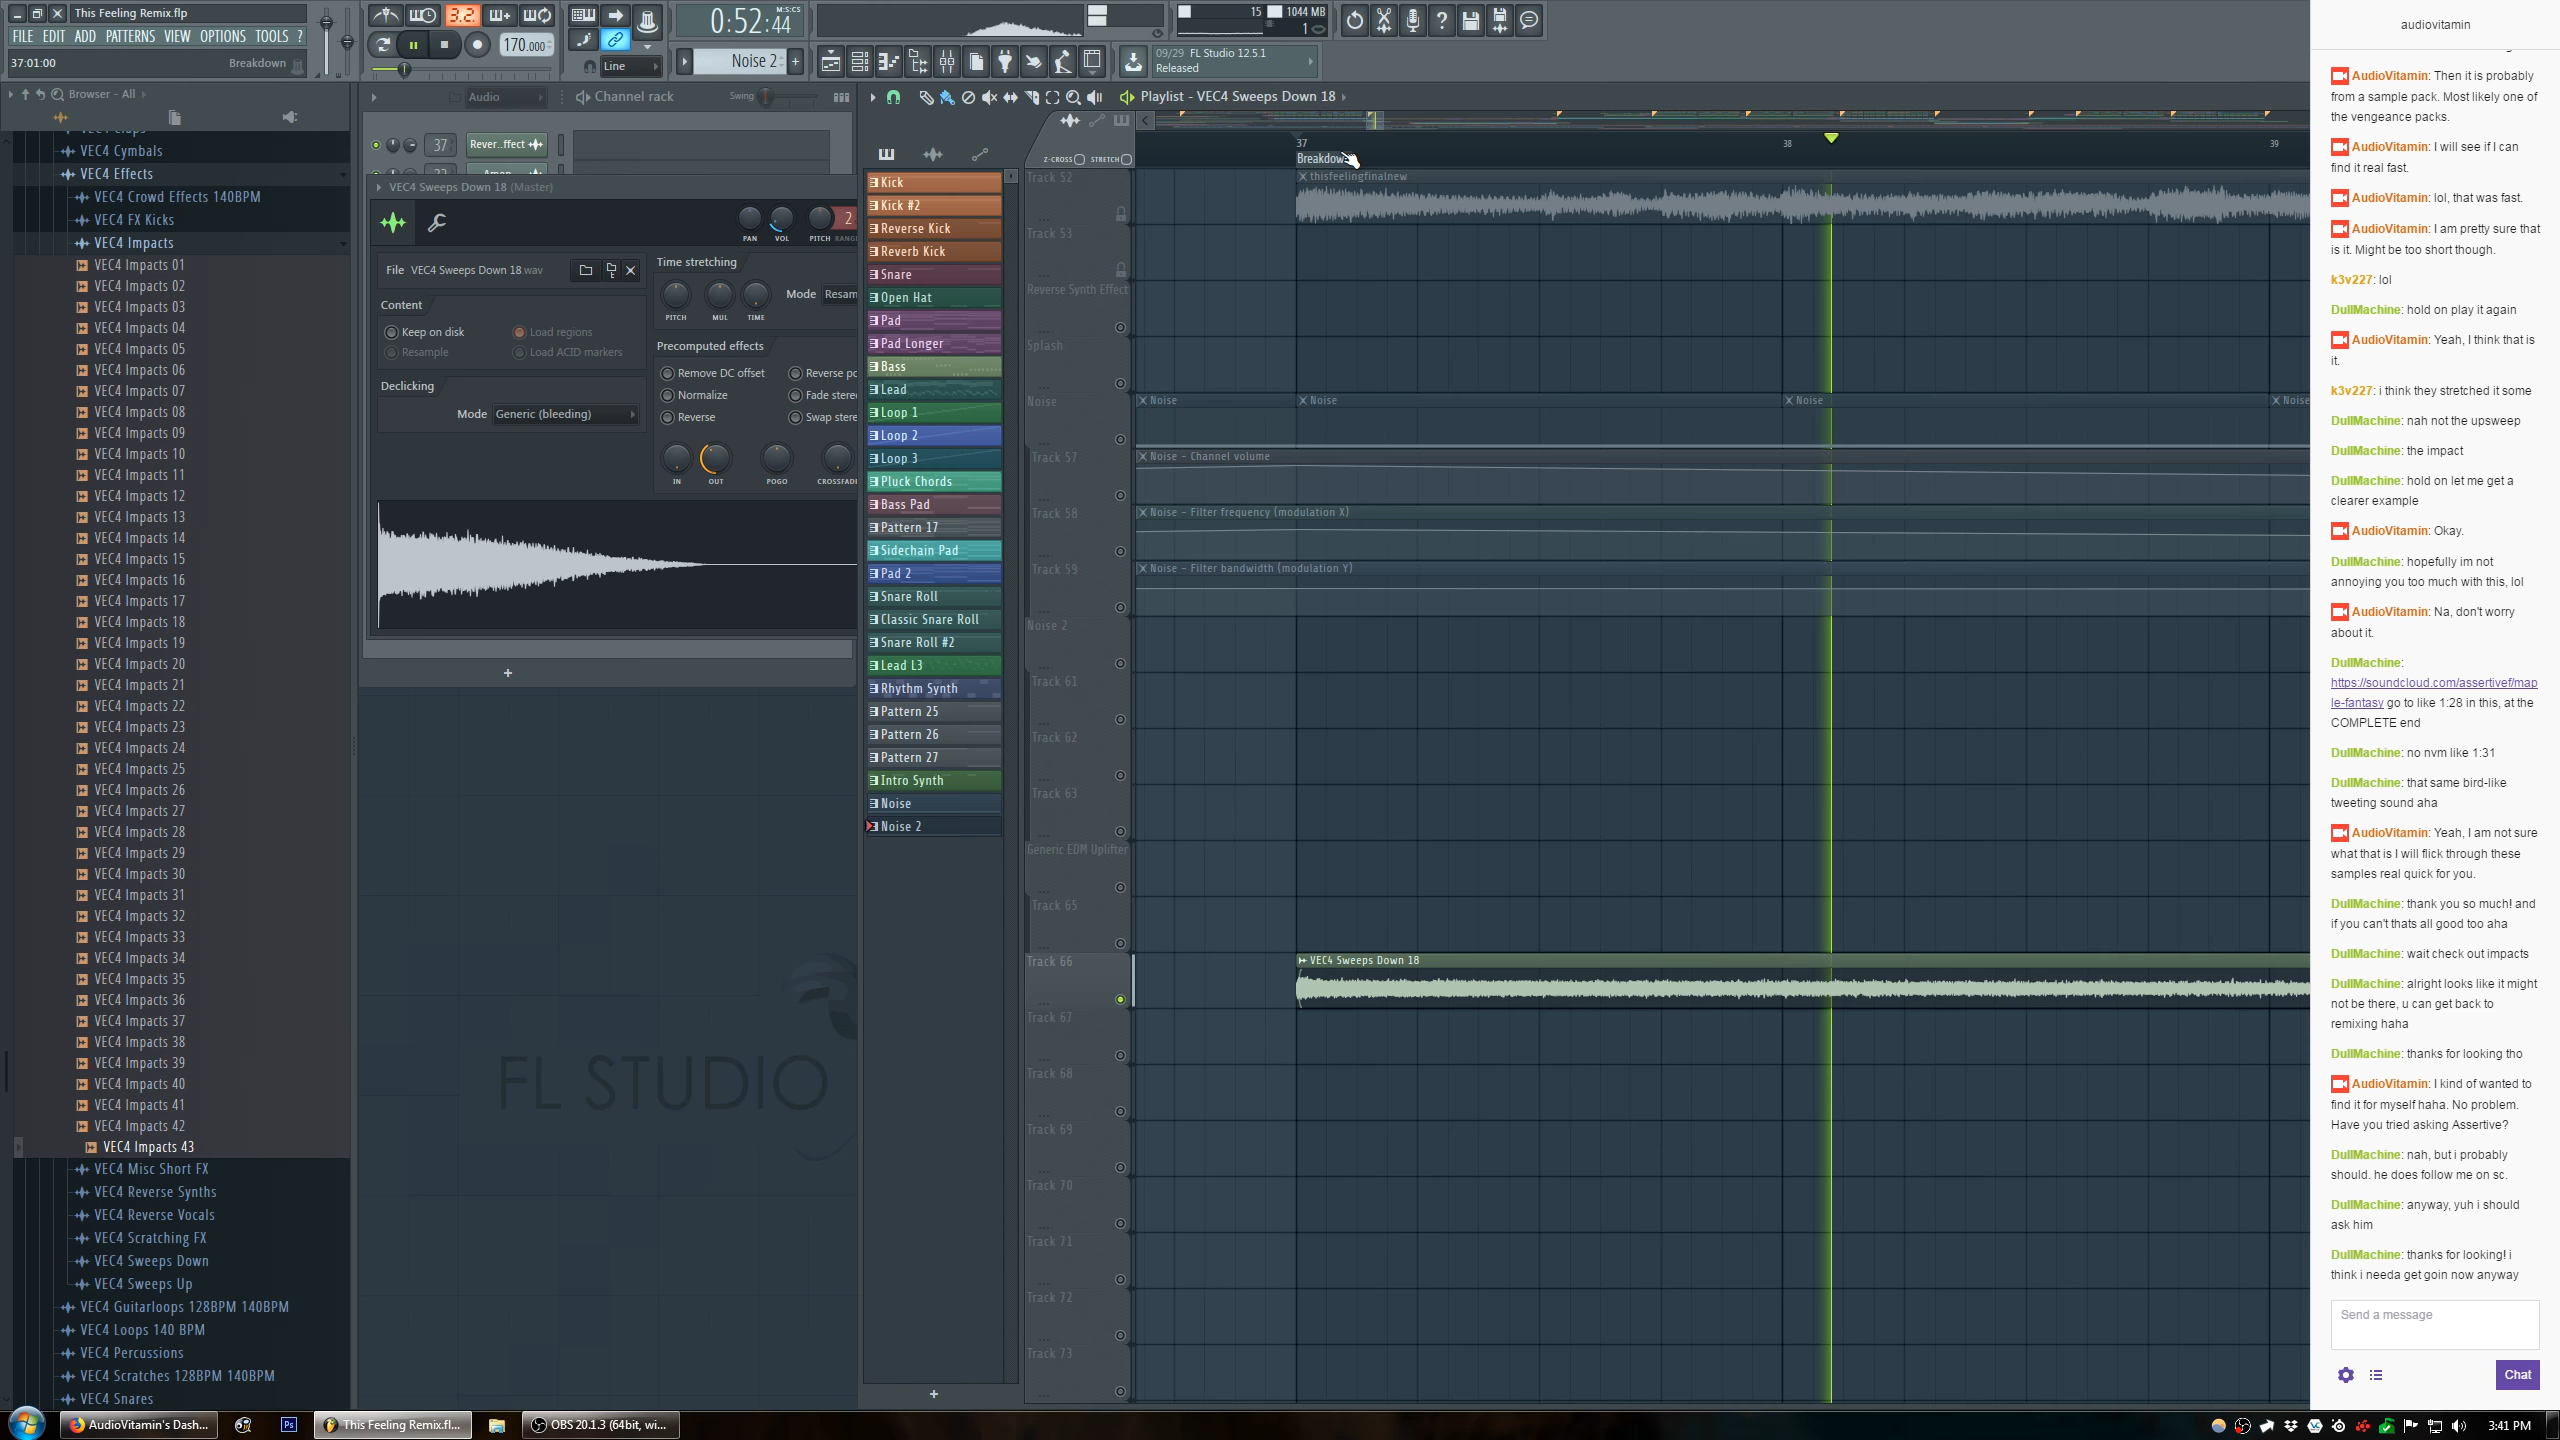 This Feeling Remix.flp
FILE EDIT ADD PATTERNS VIEW OPTIONS TOOLS ?
37:01:00 Breakdown
3.2.
170.000
Line
0:52:44
M:S:CS
Noise 2
15
1044 MB
1
09/29 FL Studio 12.5.1
Released
Browser - All
VEC4 Cymbals
VEC4 Effects
VEC4 Crowd Effects 140BPM
VEC4 FX Kicks
VEC4 Impacts
VEC4 Impacts 01
VEC4 Impacts 02
VEC4 Impacts 03
VEC4 Impacts 04
VEC4 Impacts 05
VEC4 Impacts 06
VEC4 Impacts 07
VEC4 Impacts 08
VEC4 Impacts 09
VEC4 Impacts 10
VEC4 Impacts 11
VEC4 Impacts 12
VEC4 Impacts 13
VEC4 Impacts 14
VEC4 Impacts 15
VEC4 Impacts 16
VEC4 Impacts 17
VEC4 Impacts 18
VEC4 Impacts 19
VEC4 Impacts 20
VEC4 Impacts 21
VEC4 Impacts 22
VEC4 Impacts 23
VEC4 Impacts 24
VEC4 Impacts 25
VEC4 Impacts 26
VEC4 Impacts 27
VEC4 Impacts 28
VEC4 Impacts 29
VEC4 Impacts 30
VEC4 Impacts 31
VEC4 Impacts 32
VEC4 Impacts 33
VEC4 Impacts 34
VEC4 Impacts 35
VEC4 Impacts 36
VEC4 Impacts 37
VEC4 Impacts 38
VEC4 Impacts 39
VEC4 Impacts 40
VEC4 Impacts 41
VEC4 Impacts 42
VEC4 Impacts 43
VEC4 Misc Short FX
VEC4 Reverse Synths
VEC4 Reverse Vocals
VEC4 Scratching FX
VEC4 Sweeps Down
VEC4 Sweeps Up
VEC4 Guitarloops 128BPM 140BPM
VEC4 Loops 140 BPM
VEC4 Percussions
VEC4 Scratches 128BPM 140BPM
VEC4 Snares
Audio
Channel rack
Swing
37
Rever..ffect
VEC4 Sweeps Down 18 (Master)
PAN VOL PITCH RANGE
2
File VEC4 Sweeps Down 18.wav
Content
Keep on disk
Load regions
Resample
Load ACID markers
Declicking
Mode Generic (bleeding)
Time stretching
PITCH MUL TIME
Mode Resam
Precomputed effects
Remove DC offset
Reverse po
Normalize
Fade stere
Reverse
Swap stere
IN OUT POGO CROSSFADE
FL STUDIO
Kick
Kick #2
Reverse Kick
Reverb Kick
Snare
Open Hat
Pad
Pad Longer
Bass
Lead
Loop 1
Loop 2
Loop 3
Pluck Chords
Bass Pad
Pattern 17
Sidechain Pad
Pad 2
Snare Roll
Classic Snare Roll
Snare Roll #2
Lead L3
Rhythm Synth
Pattern 25
Pattern 26
Pattern 27
Intro Synth
Noise
Noise 2
Playlist - VEC4 Sweeps Down 18
Z-CROSS STRETCH
37 38 39
Breakdow
Track 52
thisfeelingfinalnew
Track 53
Reverse Synth Effect
Splash
Noise
Noise
Noise
Noise
Noise
Track 57
Noise - Channel volume
Track 58
Noise - Filter frequency (modulation X)
Track 59
Noise - Filter bandwidth (modulation Y)
Noise 2
Track 61
Track 62
Track 63
Generic EDM Uplifter
Track 65
Track 66
VEC4 Sweeps Down 18
Track 67
Track 68
Track 69
Track 70
Track 71
Track 72
Track 73
audiovitamin
AudioVitamin: Then it is probably
from a sample pack. Most likely one of
the vengeance packs.
AudioVitamin: I will see if I can
find it real fast.
AudioVitamin: lol, that was fast.
AudioVitamin: I am pretty sure that
is it. Might be too short though.
k3v227: lol
DullMachine: hold on play it again
AudioVitamin: Yeah, I think that is
it.
k3v227: i think they stretched it some
DullMachine: nah not the upsweep
DullMachine: the impact
DullMachine: hold on let me get a
clearer example
AudioVitamin: Okay.
DullMachine: hopefully im not
annoying you too much with this, lol
AudioVitamin: Na, don't worry
about it.
DullMachine:
https://soundcloud.com/assertivef/map
le-fantasy go to like 1:28 in this, at the
COMPLETE end
DullMachine: no nvm like 1:31
DullMachine: that same bird-like
tweeting sound aha
AudioVitamin: Yeah, I am not sure
what that is I will flick through these
samples real quick for you.
DullMachine: thank you so much! and
if you can't thats all good too aha
DullMachine: wait check out impacts
DullMachine: alright looks like it might
not be there, u can get back to
remixing haha
DullMachine: thanks for looking tho
AudioVitamin: I kind of wanted to
find it for myself haha. No problem.
Have you tried asking Assertive?
DullMachine: nah, but i probably
should. he does follow me on sc.
DullMachine: anyway, yuh i should
ask him
DullMachine: thanks for looking! i
think i needa get goin now anyway
Send a message
Chat
AudioVitamin's Dash...
Ps
This Feeling Remix.fl...
OBS 20.1.3 (64bit, wi...
3:41 PM